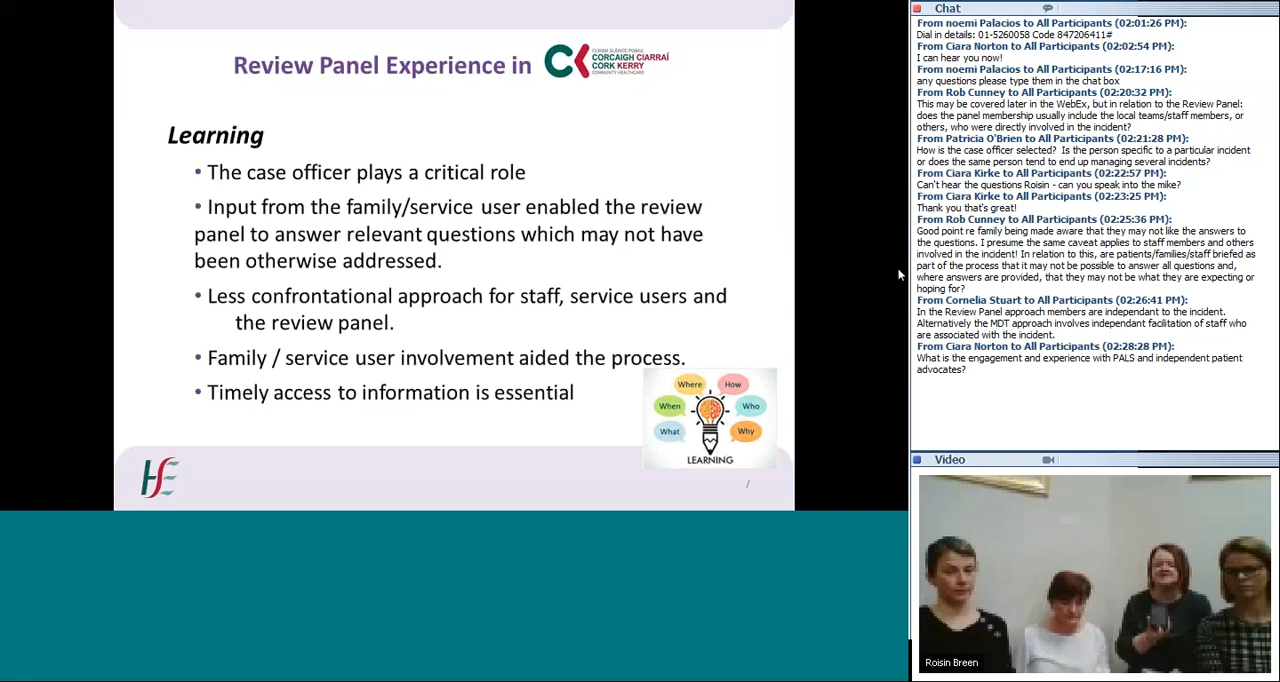 Review Panel Experience in
CÚRAM SLÁINTE POBAIL
CORCAIGH CIARRAÍ
CORK KERRY
COMMUNITY HEALTHCARE
Learning
• The case officer plays a critical role
• Input from the family/service user enabled the review
panel to answer relevant questions which may not have
been otherwise addressed.
• Less confrontational approach for staff, service users and
the review panel.
• Family / service user involvement aided the process.
• Timely access to information is essential
Where
How
When
Who
What
Why
LEARNING
/
Chat
From noemi Palacios to All Participants (02:01:26 PM):
Dial in details: 01-5260058 Code 847206411#
From Ciara Norton to All Participants (02:02:54 PM):
I can hear you now!
From noemi Palacios to All Participants (02:17:16 PM):
any questions please type them in the chat box
From Rob Cunney to All Participants (02:20:32 PM):
This may be covered later in the WebEx, but in relation to the Review Panel:
does the panel membership usually include the local teams/staff members, or
others, who were directly involved in the incident?
From Patricia O'Brien to All Participants (02:21:28 PM):
How is the case officer selected?  Is the person specific to a particular incident
or does the same person tend to end up managing several incidents?
From Ciara Kirke to All Participants (02:22:57 PM):
Can't hear the questions Roisin - can you speak into the mike?
From Ciara Kirke to All Participants (02:23:25 PM):
Thank you that's great!
From Rob Cunney to All Participants (02:25:36 PM):
Good point re family being made aware that they may not like the answers to
the questions. I presume the same caveat applies to staff members and others
involved in the incident! In relation to this, are patients/families/staff briefed as
part of the process that it may not be possible to answer all questions and,
where answers are provided, that they may not be what they are expecting or
hoping for?
From Cornelia Stuart to All Participants (02:26:41 PM):
In the Review Panel approach members are independant to the incident.
Alternatively the MDT approach involves independant facilitation of staff who
are associated with the incident.
From Ciara Norton to All Participants (02:28:28 PM):
What is the engagement and experience with PALS and independent patient
advocates?
Video
Roisin Breen